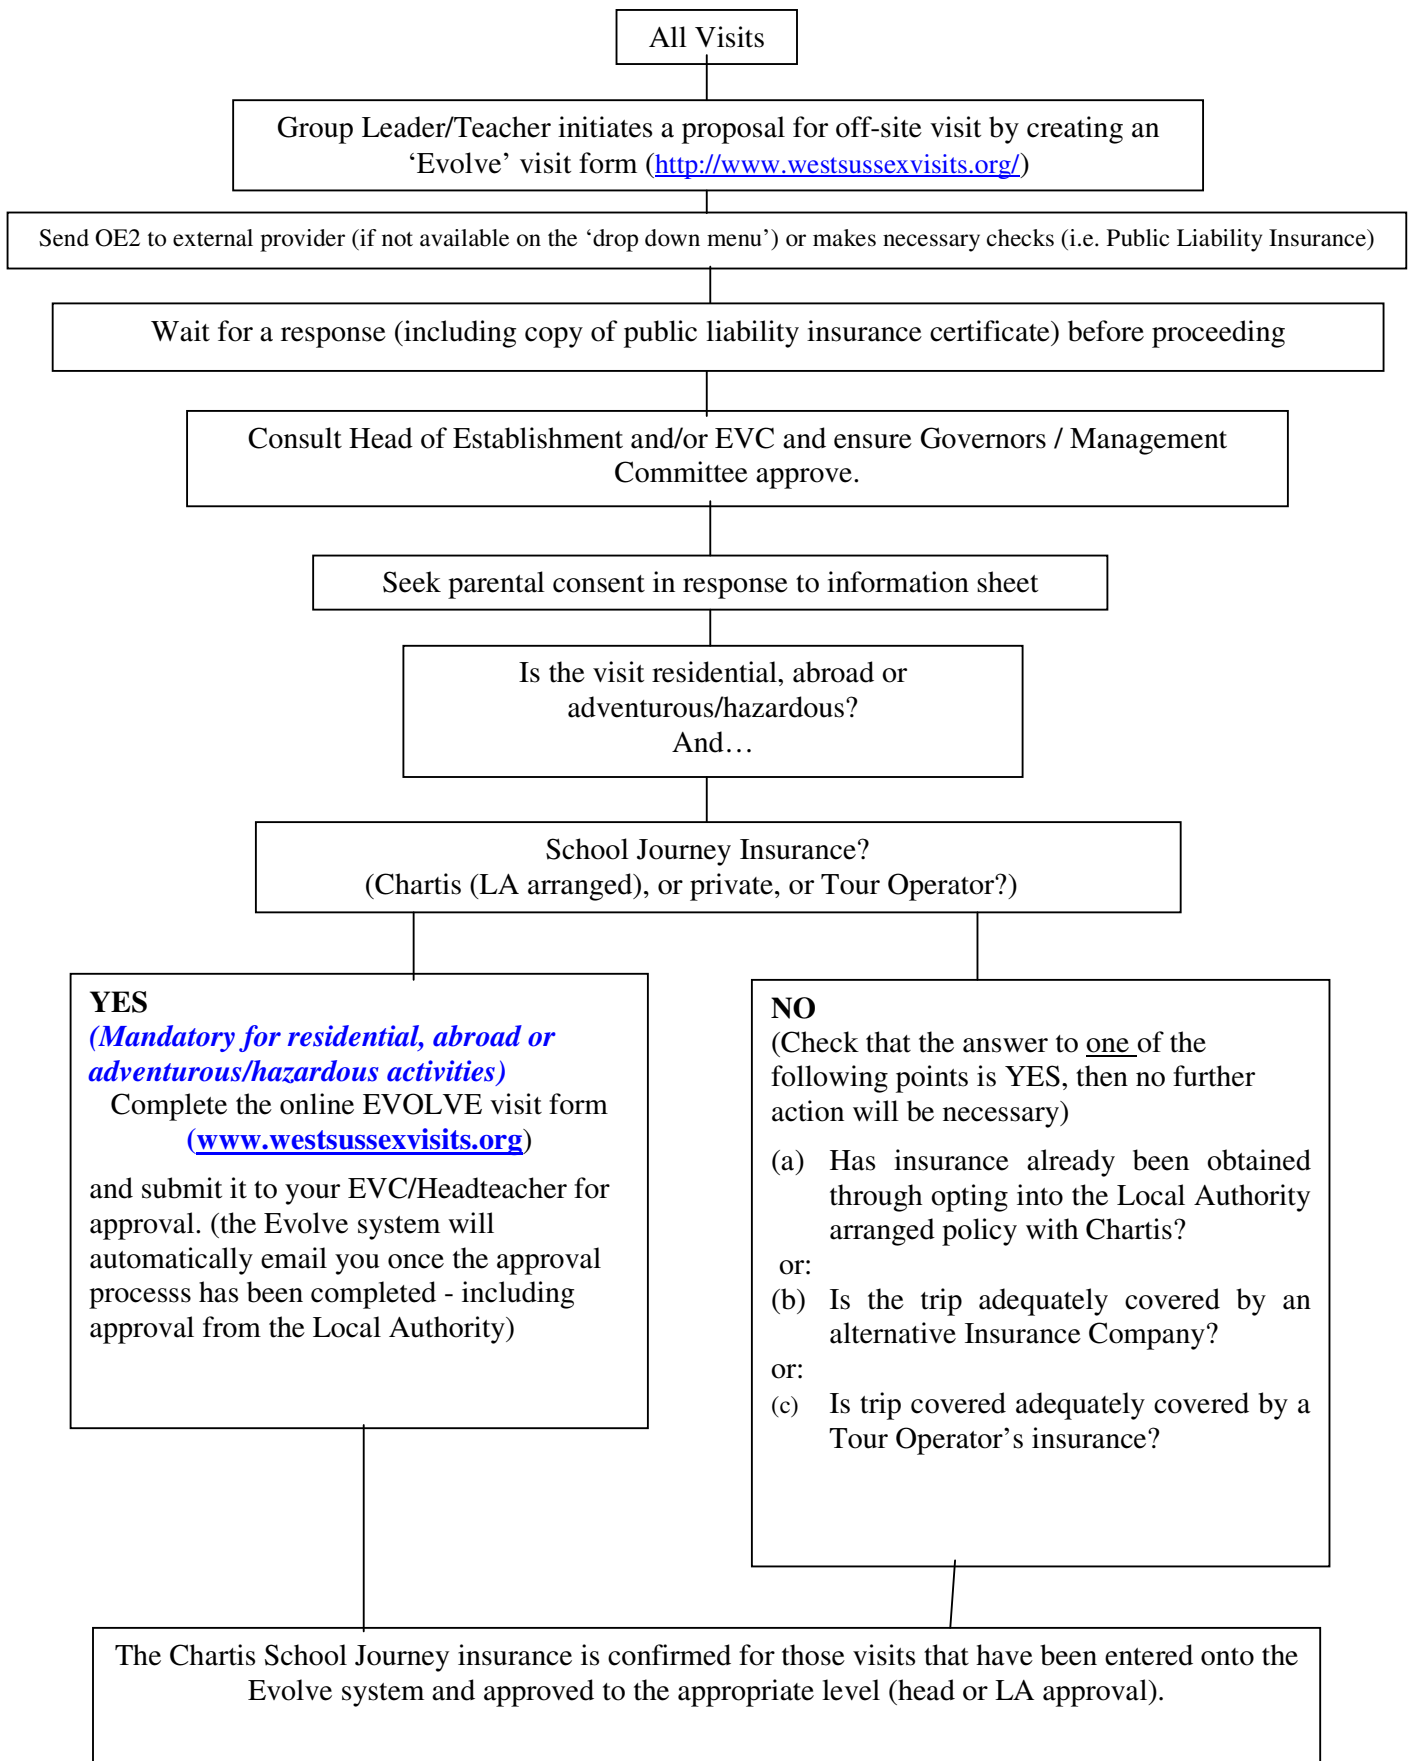 All Visits
Group Leader/Teacher initiates a proposal for off-site visit by creating an
‘Evolve’ visit form (http://www.westsussexvisits.org/)
Send OE2 to external provider (if not available on the ‘drop down menu’) or makes necessary checks (i.e. Public Liability Insurance)
Wait for a response (including copy of public liability insurance certificate) before proceeding
Consult Head of Establishment and/or EVC and ensure Governors / Management
Committee approve.
Seek parental consent in response to information sheet
Is the visit residential, abroad or
adventurous/hazardous?
And…
School Journey Insurance?
(Chartis (LA arranged), or private, or Tour Operator?)
YES
(Mandatory for residential, abroad or
adventurous/hazardous activities)
Complete the online EVOLVE visit form
(www.westsussexvisits.org)
and submit it to your EVC/Headteacher for
approval. (the Evolve system will
automatically email you once the approval
processs has been completed - including
approval from the Local Authority)
NO
(Check that the answer to one of the
following points is YES, then no further
action will be necessary)
(a) Has insurance already been obtained
through opting into the Local Authority
arranged policy with Chartis?
or:
(b) Is the trip adequately covered by an
alternative Insurance Company?
or:
(c) Is trip covered adequately covered by a
Tour Operator’s insurance?
The Chartis School Journey insurance is confirmed for those visits that have been entered onto the
Evolve system and approved to the appropriate level (head or LA approval).